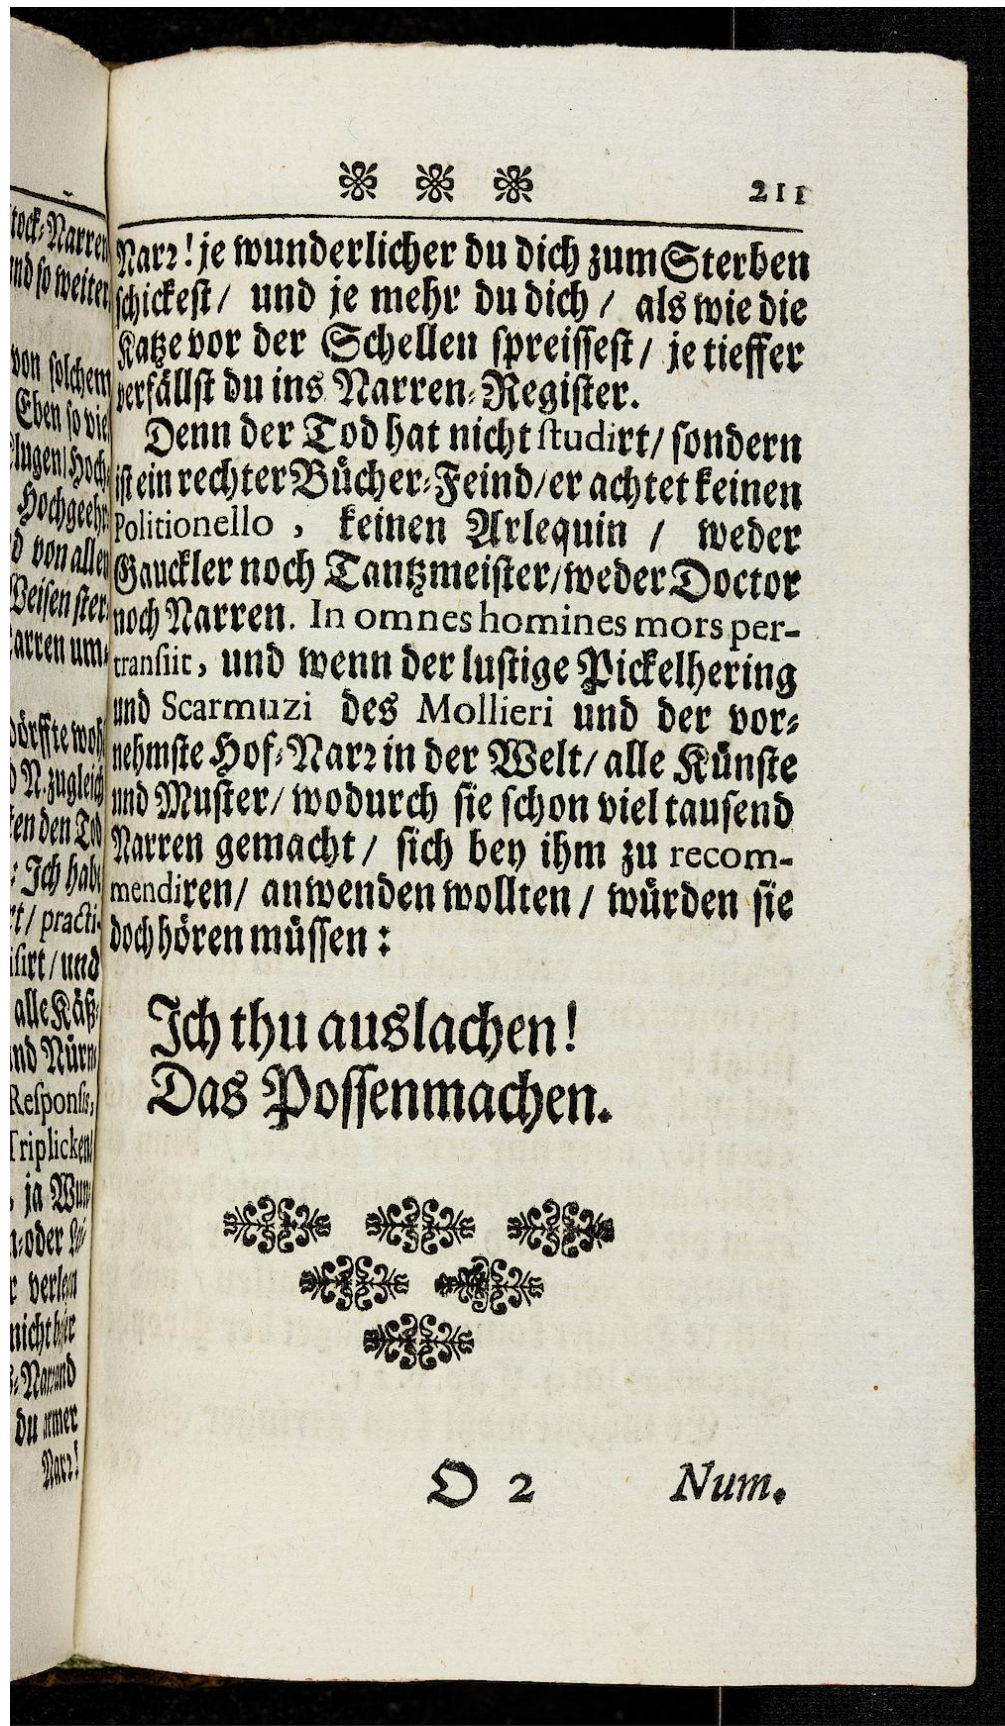 211
Narr! je wunderlicher du dich zum Sterben
schickest/ und je mehr du dich/ als wie die
Katze vor der Schellen spreissest/ je tieffer
verfällst du ins Narren-Register.
Denn der Tod hat nicht studirt/ sondern
ist ein rechter Bücher-Feind/ er achtet keinen
Politionello, keinen Arlequin/ weder
Gauckler noch Tantzmeister/ weder Doctor
noch Narren. In omnes homines mors per-
transiit, und wenn der lustige Pickelhering
und Scarmuzi des Mollieri und der vor-
nehmste Hof-Narr in der Welt/ alle Künste
und Muster/ wodurch sie schon viel tausend
Narren gemacht/ sich bey ihm zu recom-
mendiren/ anwenden wollten/ würden sie
doch hören müssen:
Ich thu auslachen!
Das Possenmachen.
O 2 Num.